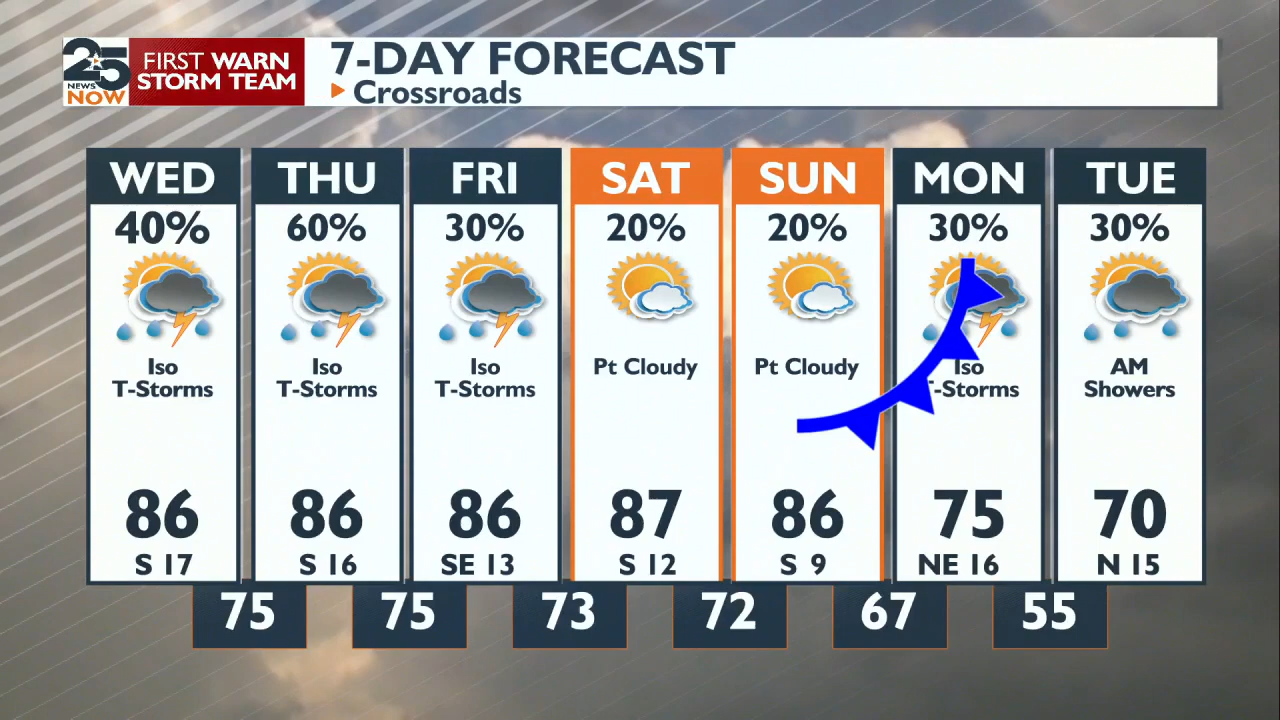 25
NEWS
NOW
FIRST WARN
STORM TEAM
7-DAY FORECAST
Crossroads
WED
40%
Iso
T-Storms
86
S 17
THU
60%
Iso
T-Storms
86
S 16
FRI
30%
Iso
T-Storms
86
SE 13
SAT
20%
Pt Cloudy
87
S 12
SUN
20%
Pt Cloudy
86
S 9
MON
30%
Iso
T-Storms
75
NE 16
TUE
30%
AM
Showers
70
N 15
75
75
73
72
67
55